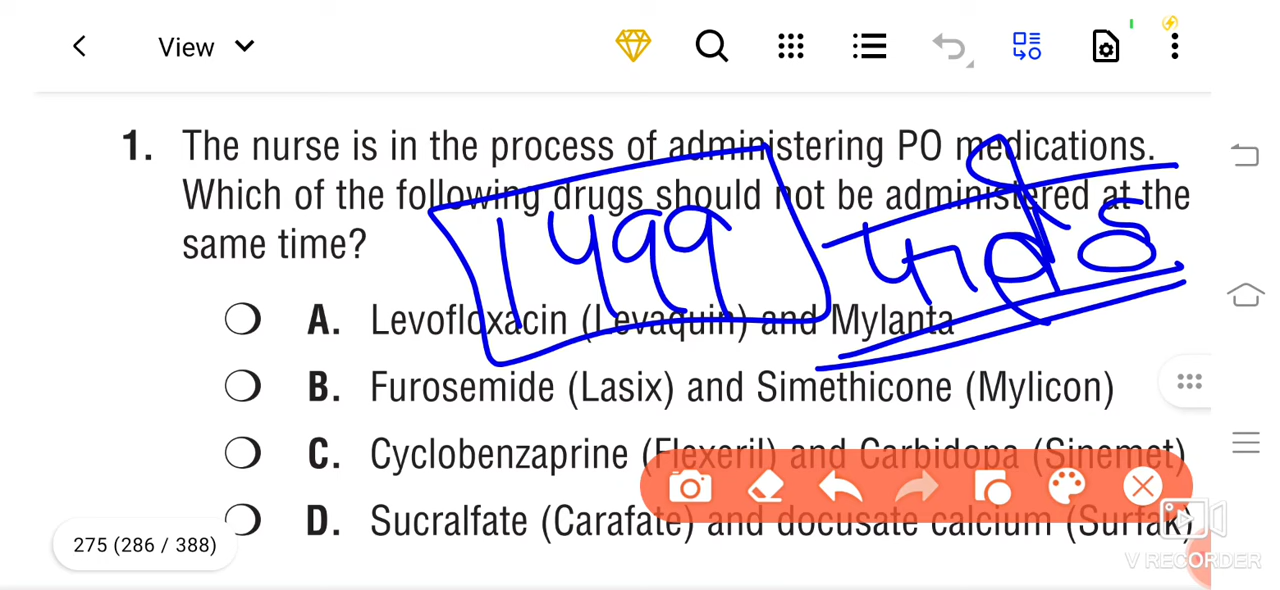 View
1. The nurse is in the process of administering PO medications.
Which of the following drugs should not be administered at the
same time?
1499
A. Levofloxacin (Levaquin) and Mylanta
B. Furosemide (Lasix) and Simethicone (Mylicon)
C. Cyclobenzaprine (Flexeril) and Carbidopa (Sinemet)
D. Sucralfate (Carafate) and docusate calcium (Surfak)
275 (286 / 388)
V RECORDER